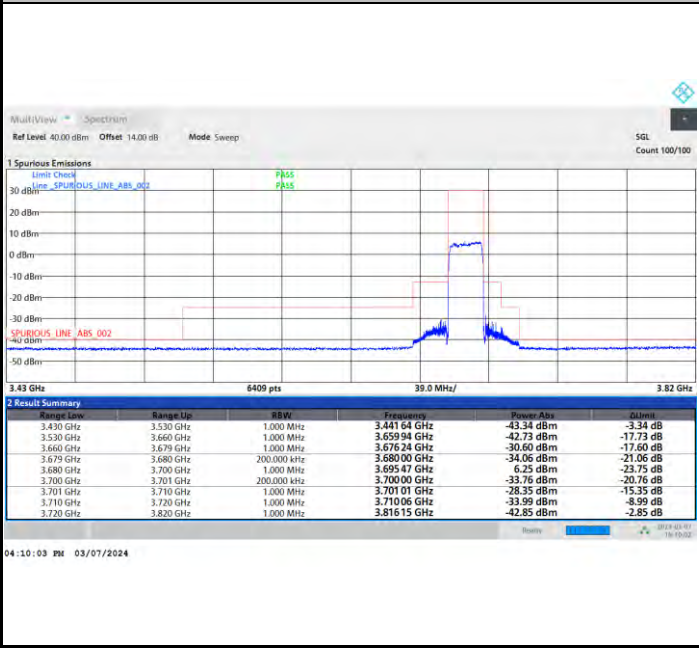 MultiView Spectrum
Ref Level 40.00 dBm Offset 14.00 dB Mode Sweep SGL
Count 100/100
1 Spurious Emissions
Limit Check PASS
Line _SPURIOUS_LINE_ABS_002 PASS
30 dBm
20 dBm
10 dBm
0 dBm
-10 dBm
-20 dBm
-30 dBm
SPURIOUS_LINE_ABS_002
-40 dBm
-50 dBm
3.43 GHz 6409 pts 39.0 MHz/ 3.82 GHz
2 Result Summary
Range Low Range Up RBW Frequency Power Abs ΔLimit
3.430 GHz 3.530 GHz 1.000 MHz 3.441 64 GHz -43.34 dBm -3.34 dB
3.530 GHz 3.660 GHz 1.000 MHz 3.659 94 GHz -42.73 dBm -17.73 dB
3.660 GHz 3.679 GHz 1.000 MHz 3.676 24 GHz -30.60 dBm -17.60 dB
3.679 GHz 3.680 GHz 200.000 kHz 3.680 00 GHz -34.06 dBm -21.06 dB
3.680 GHz 3.700 GHz 1.000 MHz 3.695 47 GHz 6.25 dBm -23.75 dB
3.700 GHz 3.701 GHz 200.000 kHz 3.700 00 GHz -33.76 dBm -20.76 dB
3.701 GHz 3.710 GHz 1.000 MHz 3.701 01 GHz -28.35 dBm -15.35 dB
3.710 GHz 3.720 GHz 1.000 MHz 3.710 06 GHz -33.99 dBm -8.99 dB
3.720 GHz 3.820 GHz 1.000 MHz 3.816 15 GHz -42.85 dBm -2.85 dB
Ready
04:10:03 PM 03/07/2024